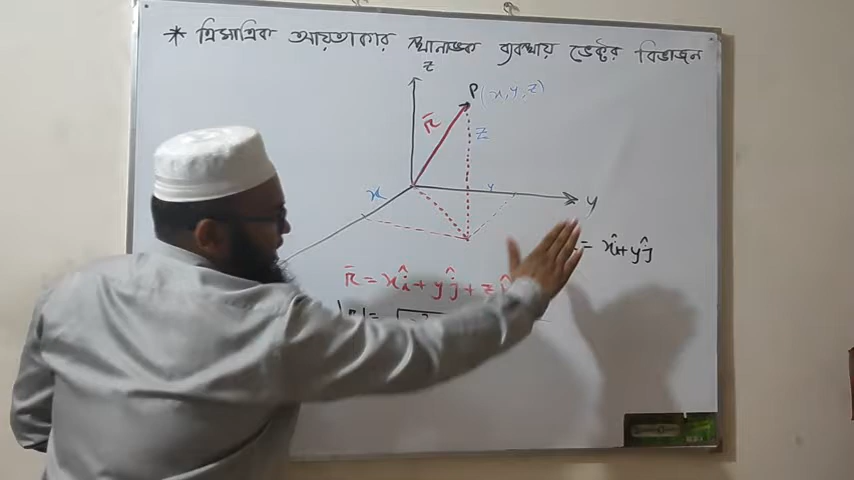 * ত্রিমাত্রিক আয়তাকার স্থানাঙ্ক ব্যবস্থায় ভেক্টর বিভাজন
z
P(x,y,z)
r̄
z
x
y
y
= xî + yĵ
r̄ = xî + yĵ + z